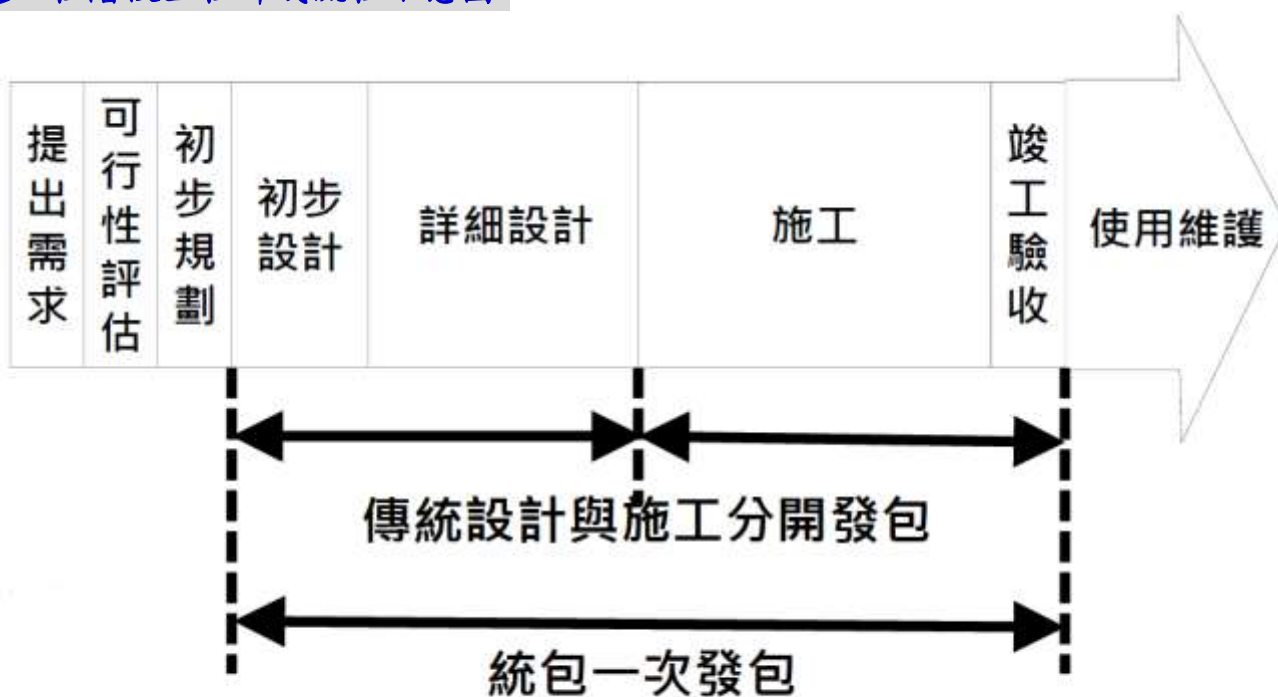 提出需求
可行性評估
初步規劃
初步
設計
詳細設計
施工
竣工驗收
使用維護
傳統設計與施工分開發包
統包一次發包